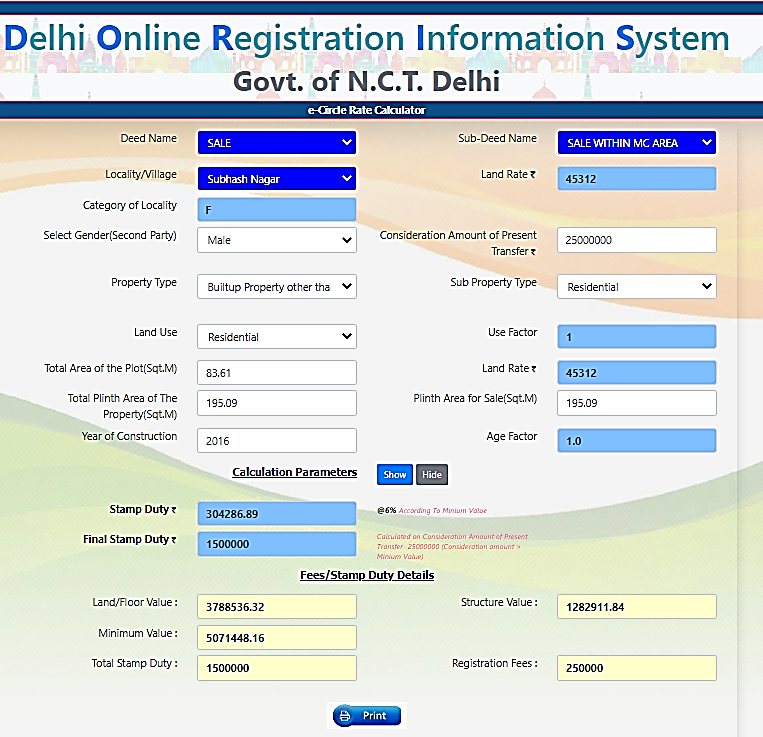 Delhi Online Registration Information System
Govt. of N.C.T. Delhi
e-Circle Rate Calculator
Deed Name SALE Sub-Deed Name SALE WITHIN MC AREA
Locality/Village Subhash Nagar Land Rate ₹ 45312
Category of Locality F
Select Gender(Second Party) Male Consideration Amount of Present
Transfer ₹ 25000000
Property Type Builtup Property other tha Sub Property Type Residential
Land Use Residential Use Factor 1
Total Area of the Plot(Sqt.M) 83.61 Land Rate ₹ 45312
Total Plinth Area of The
Property(Sqt.M) 195.09 Plinth Area for Sale(Sqt.M) 195.09
Year of Construction 2016 Age Factor 1.0
Calculation Parameters Show Hide
Stamp Duty ₹ 304286.89 @6% According To Minium Value
Final Stamp Duty ₹ 1500000 Calculated on Consideration Amount of Present
Transfer: 25000000 (Consideration amount >
Minium Value)
Fees/Stamp Duty Details
Land/Floor Value : 3788536.32 Structure Value : 1282911.84
Minimum Value : 5071448.16
Total Stamp Duty : 1500000 Registration Fees : 250000
Print